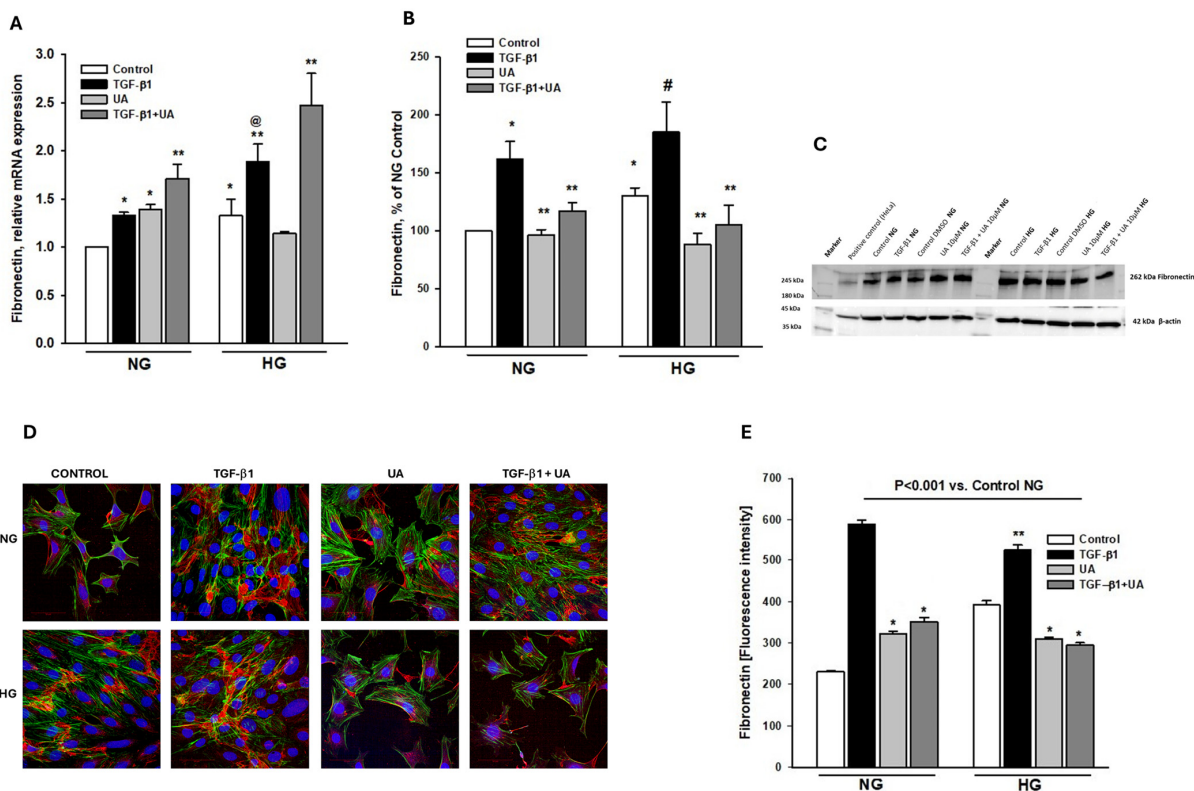 A
Fibronectin, relative mRNA expression
3.0
2.5
2.0
1.5
1.0
1.5
0.0
Control
TGF-β1
UA
TGF-β1+UA
*
*
**
*
@
**
**
NG
HG
B
Fibronectin, % of NG Control
250
200
150
100
50
0
Control
TGF-β1
UA
TGF-β1+UA
*
**
**
*
#
**
**
NG
HG
C
Marker
Positive control (HeLa)
Control NG
TGF-β1 NG
Control DMSO NG
UA 10μM NG
TGF-β1 + UA 10μM NG
Marker
Control HG
TGF-β1 HG
Control DMSO HG
UA 10μM HG
TGF-β1 + UA 10μM HG
245 kDa
180 kDa
45 kDa
35 kDa
262 kDa Fibronectin
42 kDa β-actin
D
CONTROL
TGF-β1
UA
TGF-β1 + UA
NG
HG
E
Fibronectin [Fluorescence intensity]
700
600
500
400
300
200
100
0
P<0.001 vs. Control NG
Control
TGF-β1
UA
TGF-β1+UA
*
*
**
*
*
NG
HG